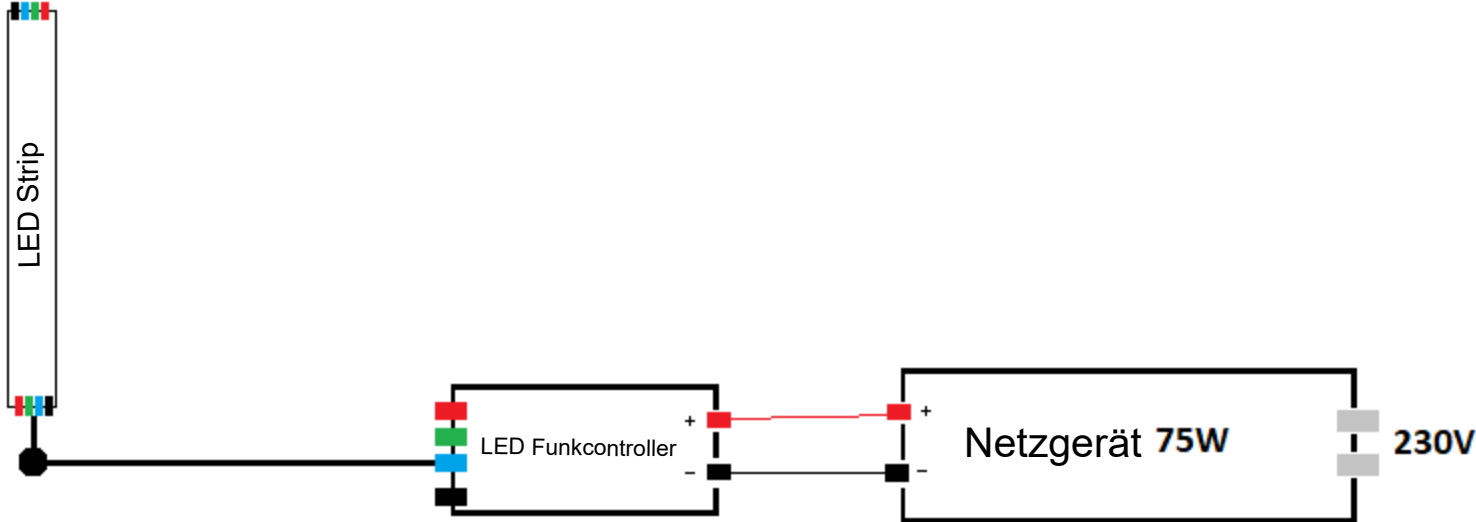 LED Strip
LED Funkcontroller
+
−
+
−
Netzgerät 75W
230V